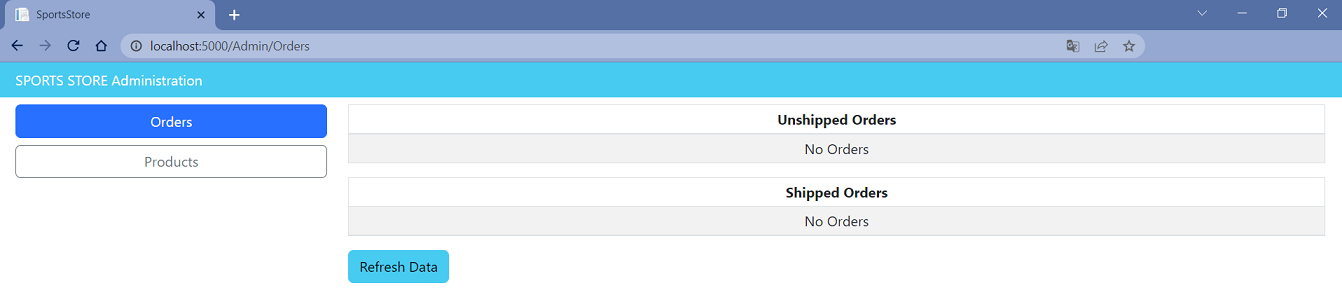 SportsStore
localhost:5000/Admin/Orders
SPORTS STORE Administration
Orders
Products
Unshipped Orders
No Orders
Shipped Orders
No Orders
Refresh Data